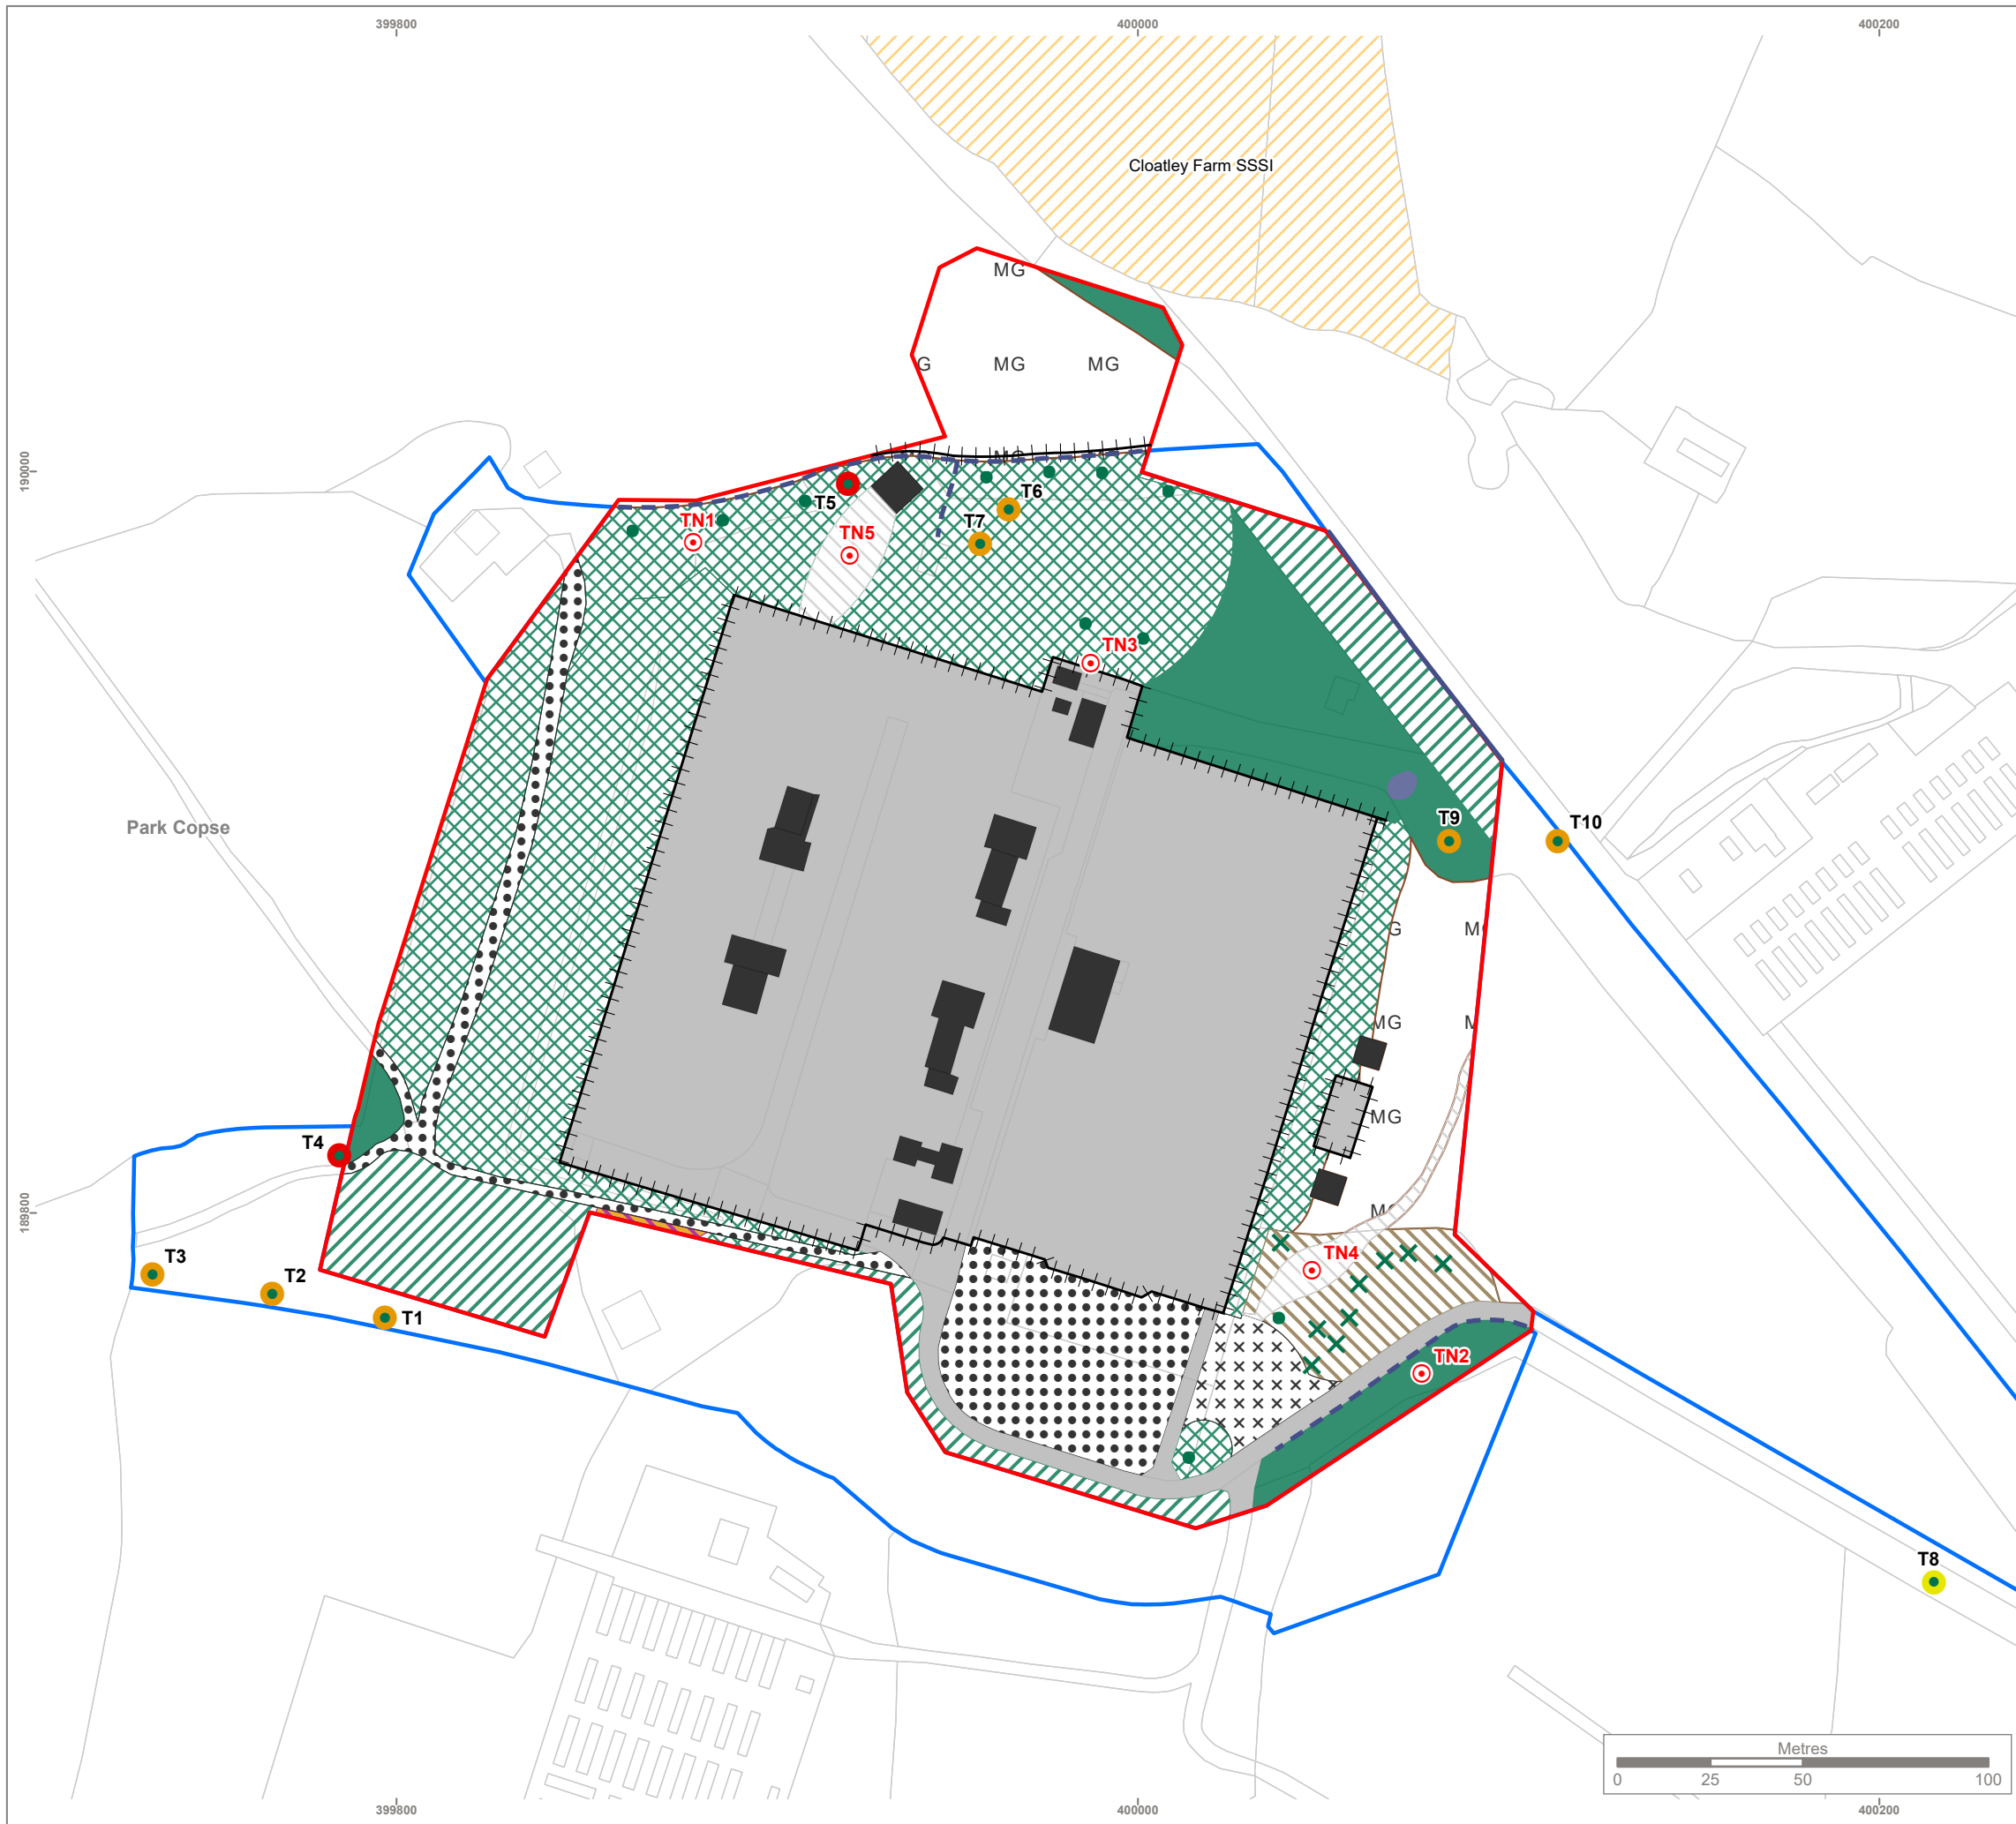 399800 400000 400200
Cloatley Farm SSSI
MG
G MG MG
190000
MG
T5
T6
TN1
T7
TN5
TN3
T10
T9
Park Copse
G
MG
MG
T4
189800
TN4
T3
T2
T1
TN2
T8
Metres
0 25 50 100
399800 400000 400200